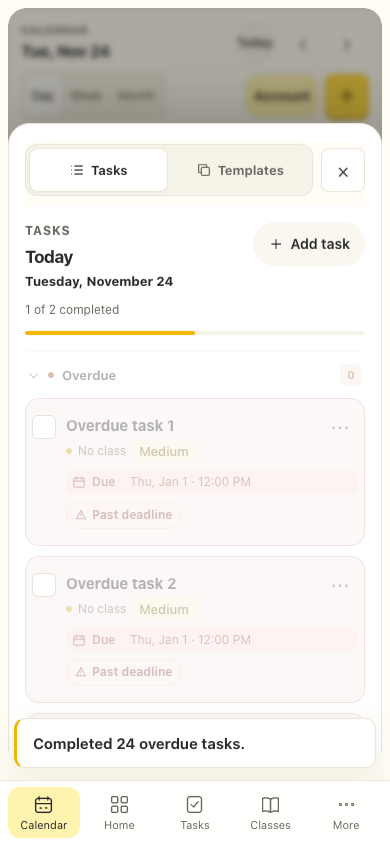 CALENDAR
Tue, Nov 24
Today
Day Week Month
Account
Tasks
Templates
TASKS
Today
Add task
Tuesday, November 24
1 of 2 completed
Overdue
0
Overdue task 1
No class Medium
Due Thu, Jan 1 · 12:00 PM
Past deadline
Overdue task 2
No class Medium
Due Thu, Jan 1 · 12:00 PM
Past deadline
Completed 24 overdue tasks.
Calendar
Home
Tasks
Classes
More